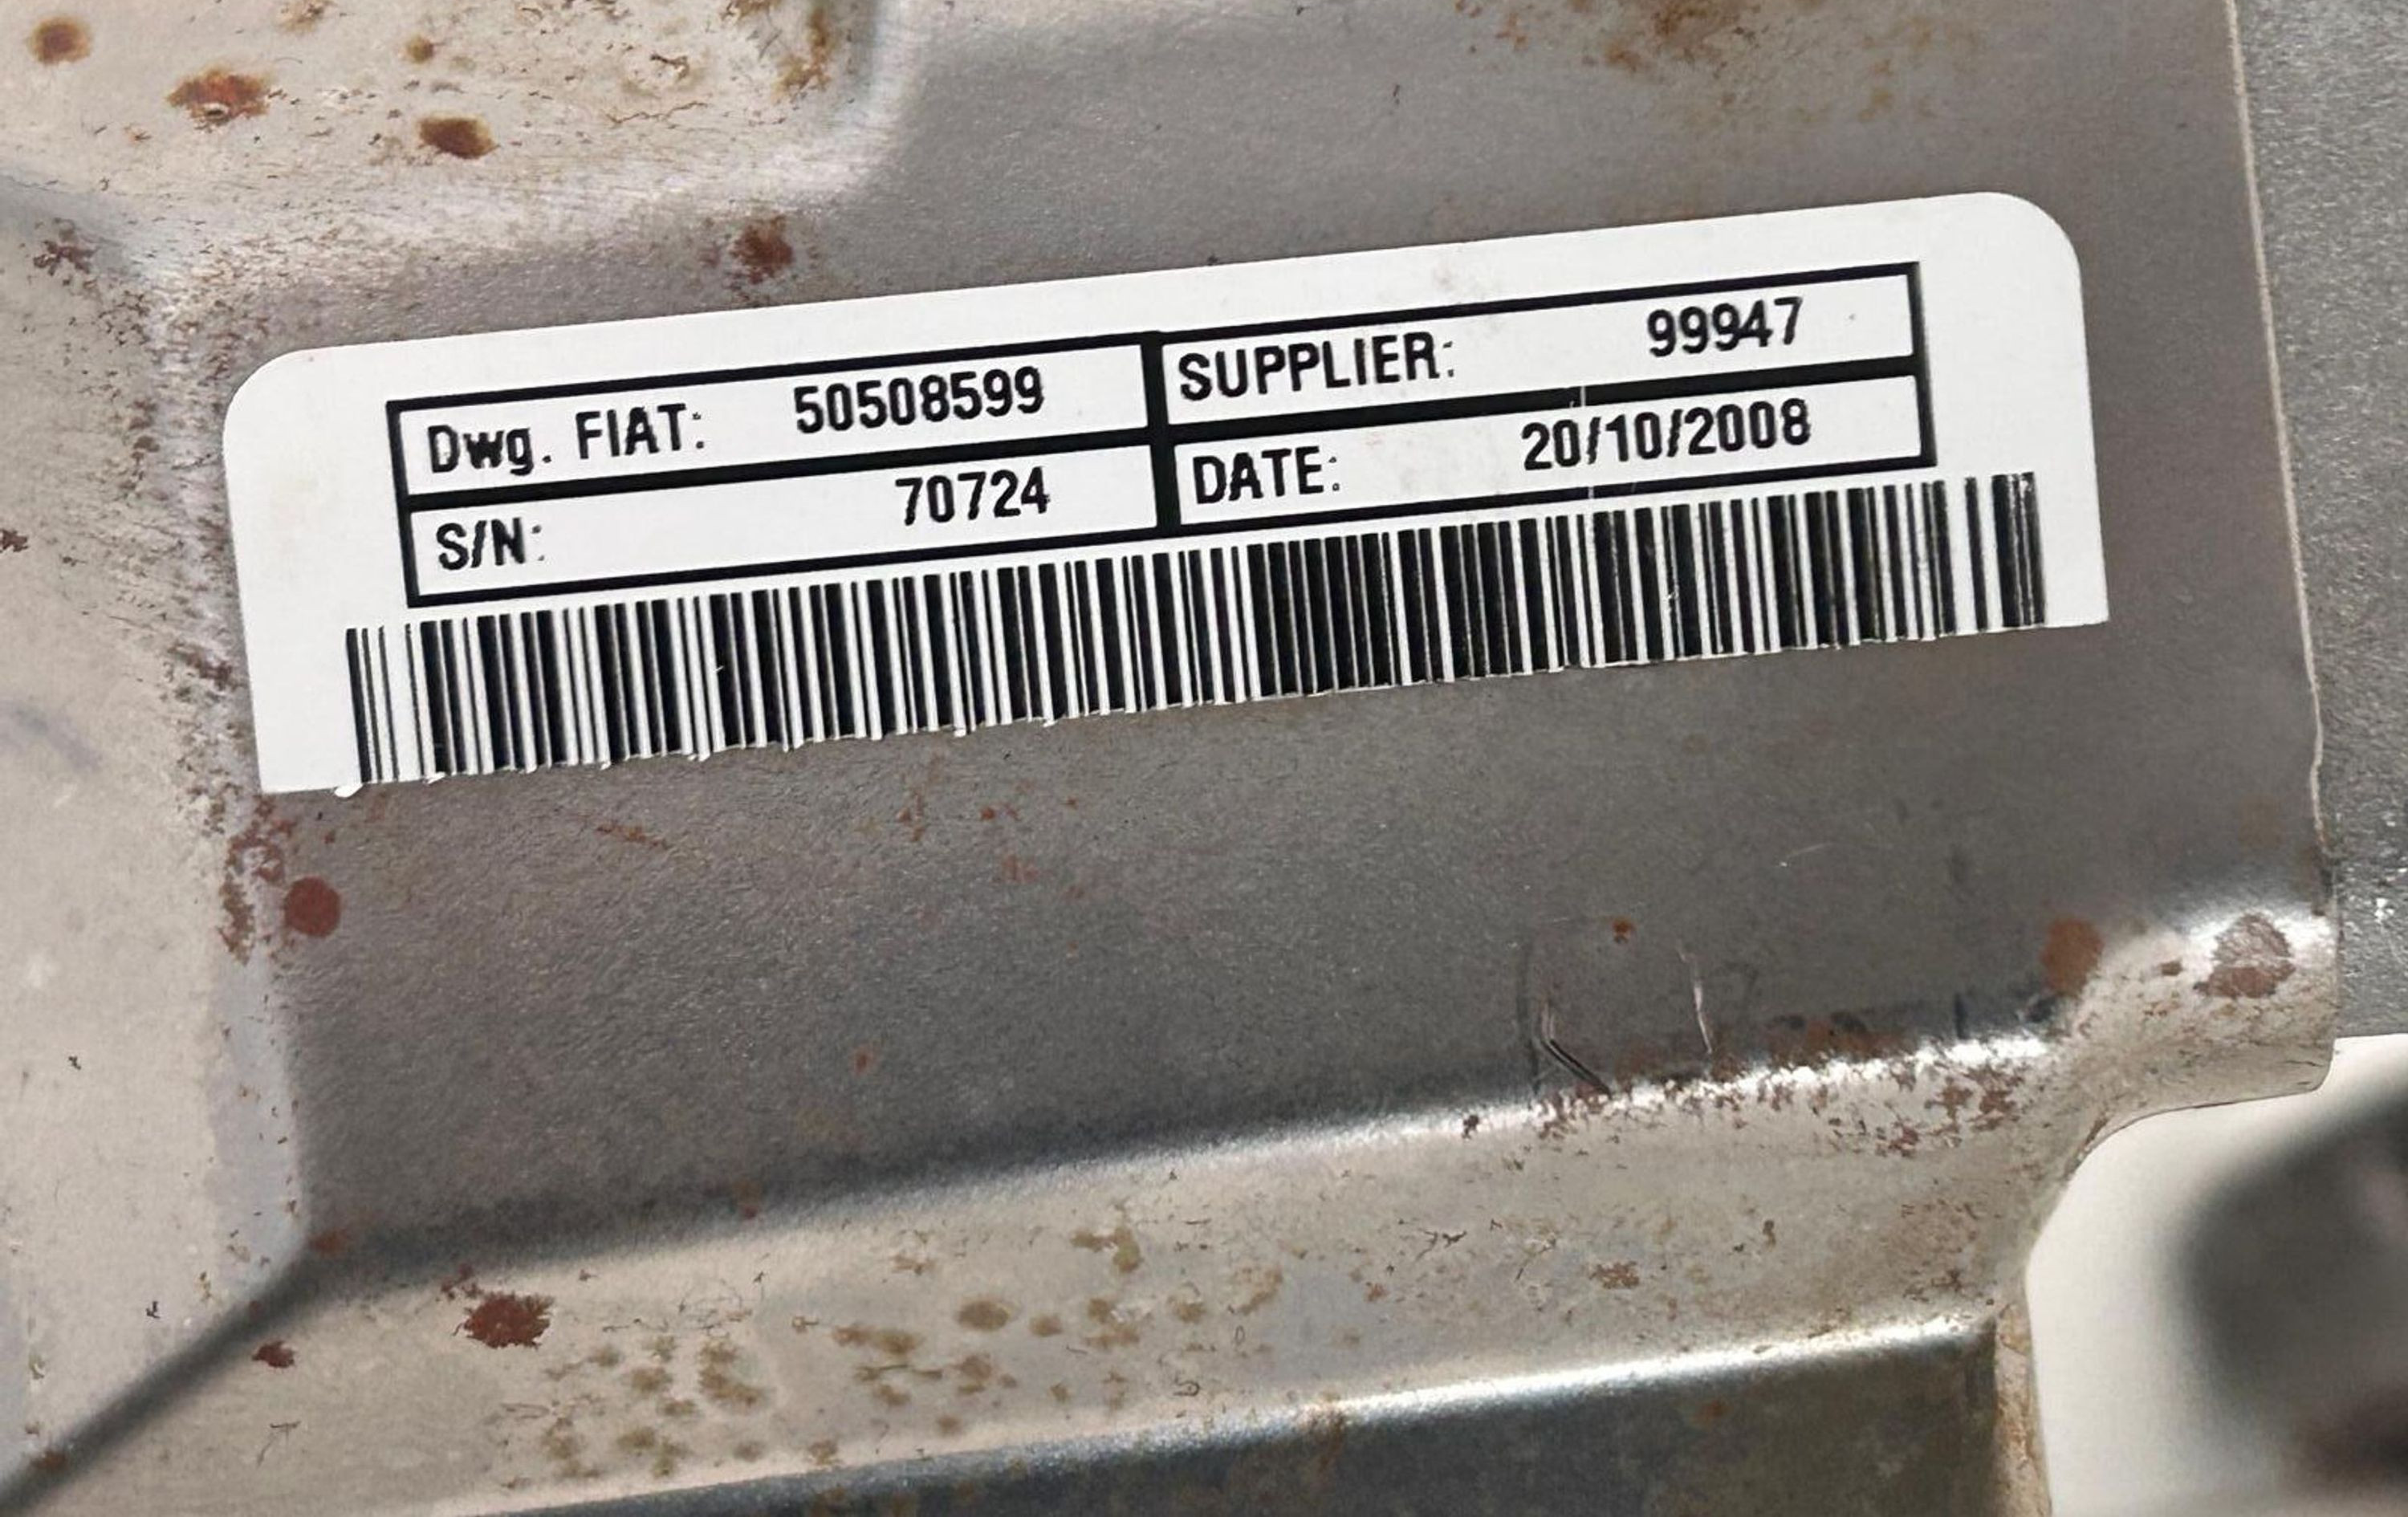 Dwg. FIAT: 50508599 SUPPLIER: 99947
S/N: 70724 DATE: 20/10/2008